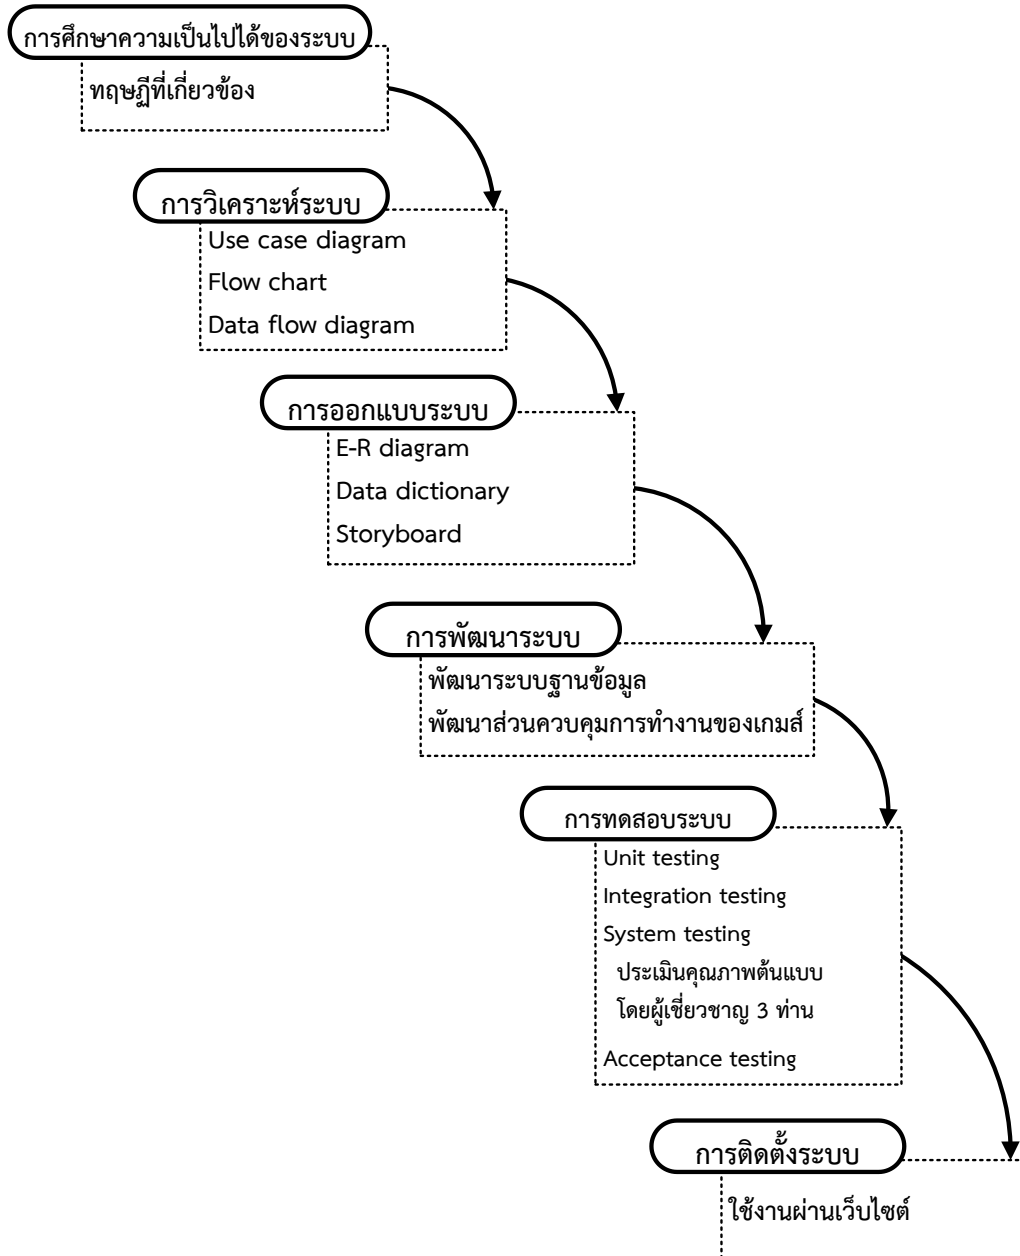 การศึกษาความเป็นไปได้ของระบบ
ทฤษฎีที่เกี่ยวข้อง
การวิเคราะห์ระบบ
Use case diagram
Flow chart
Data flow diagram
การออกแบบระบบ
E-R diagram
Data dictionary
Storyboard
การพัฒนาระบบ
พัฒนาระบบฐานข้อมูล
พัฒนาส่วนควบคุมการทำงานของเกมส์
การทดสอบระบบ
Unit testing
Integration testing
System testing
ประเมินคุณภาพต้นแบบ
โดยผู้เชี่ยวชาญ 3 ท่าน
Acceptance testing
การติดตั้งระบบ
ใช้งานผ่านเว็บไซต์